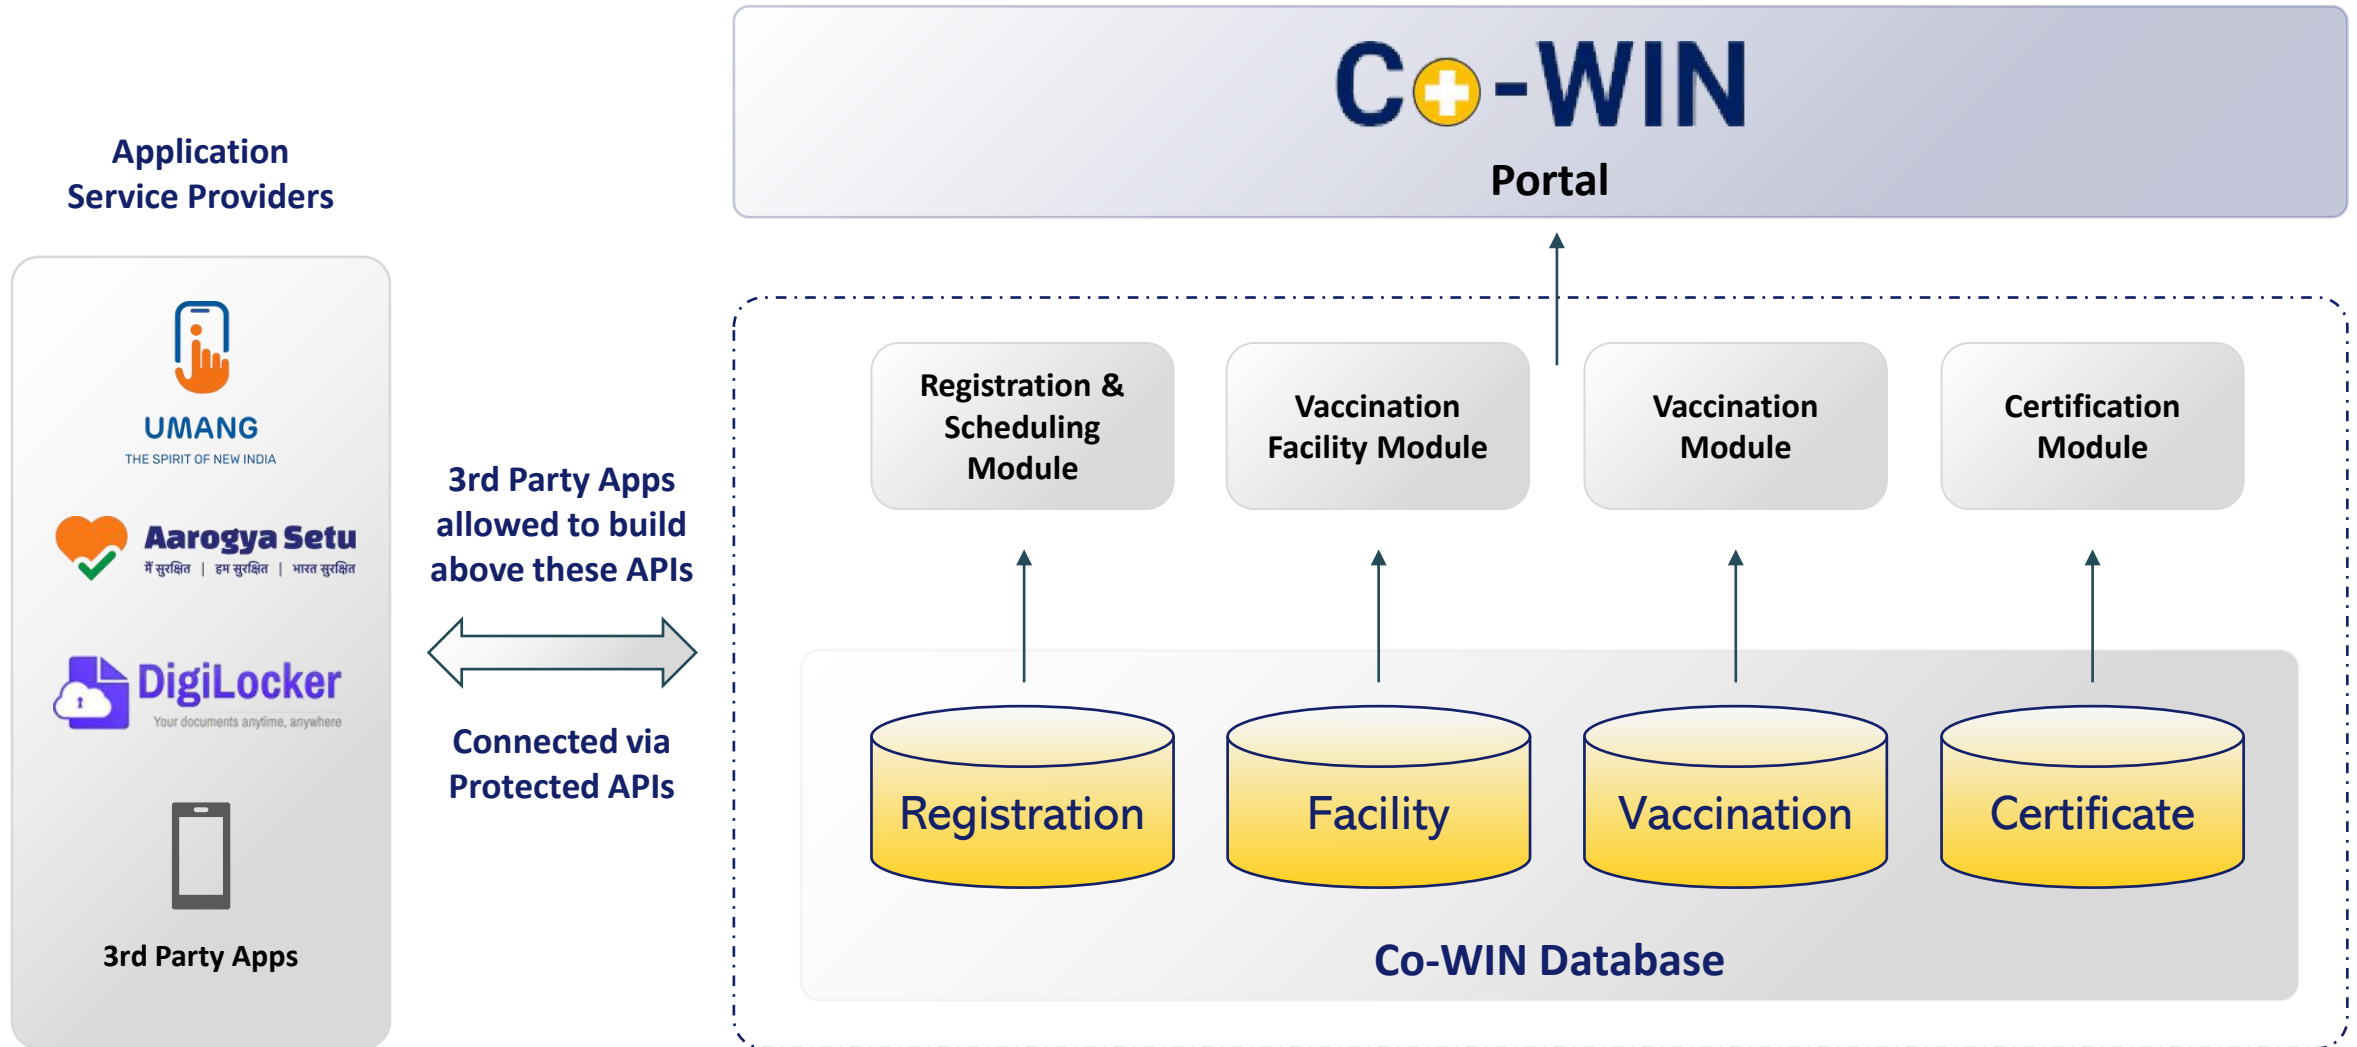 Co-WIN
Portal
Application
Service Providers
UMANG
THE SPIRIT OF NEW INDIA
Aarogya Setu
मैं सुरक्षित | हम सुरक्षित | भारत सुरक्षित
DigiLocker
Your documents anytime, anywhere
3rd Party Apps
3rd Party Apps
allowed to build
above these APIs
Connected via
Protected APIs
Registration &
Scheduling
Module
Vaccination
Facility Module
Vaccination
Module
Certification
Module
Registration
Facility
Vaccination
Certificate
Co-WIN Database